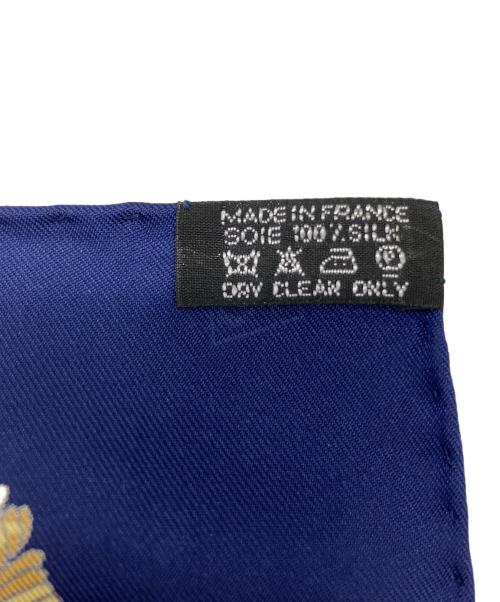 MADE IN FRANCE
SOIE 100% SILK
DRY CLEAN ONLY